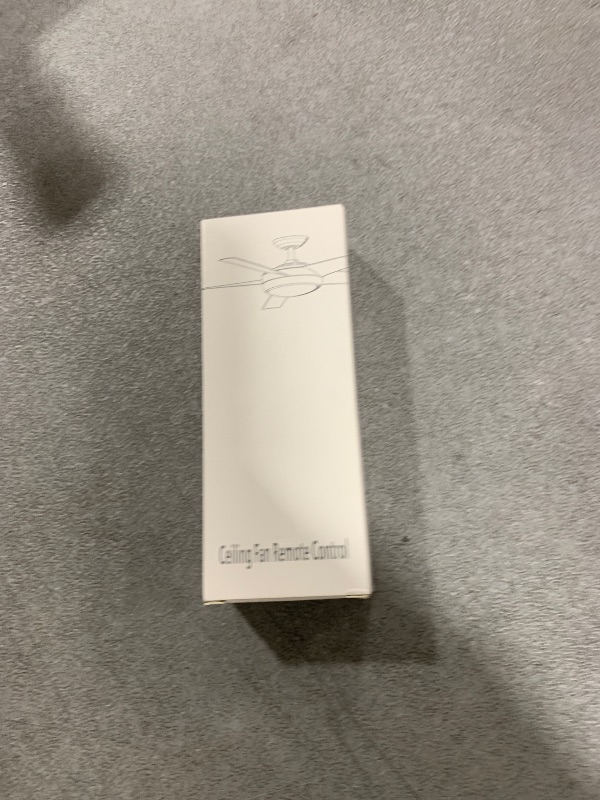 Ceiling Fan Remote Control